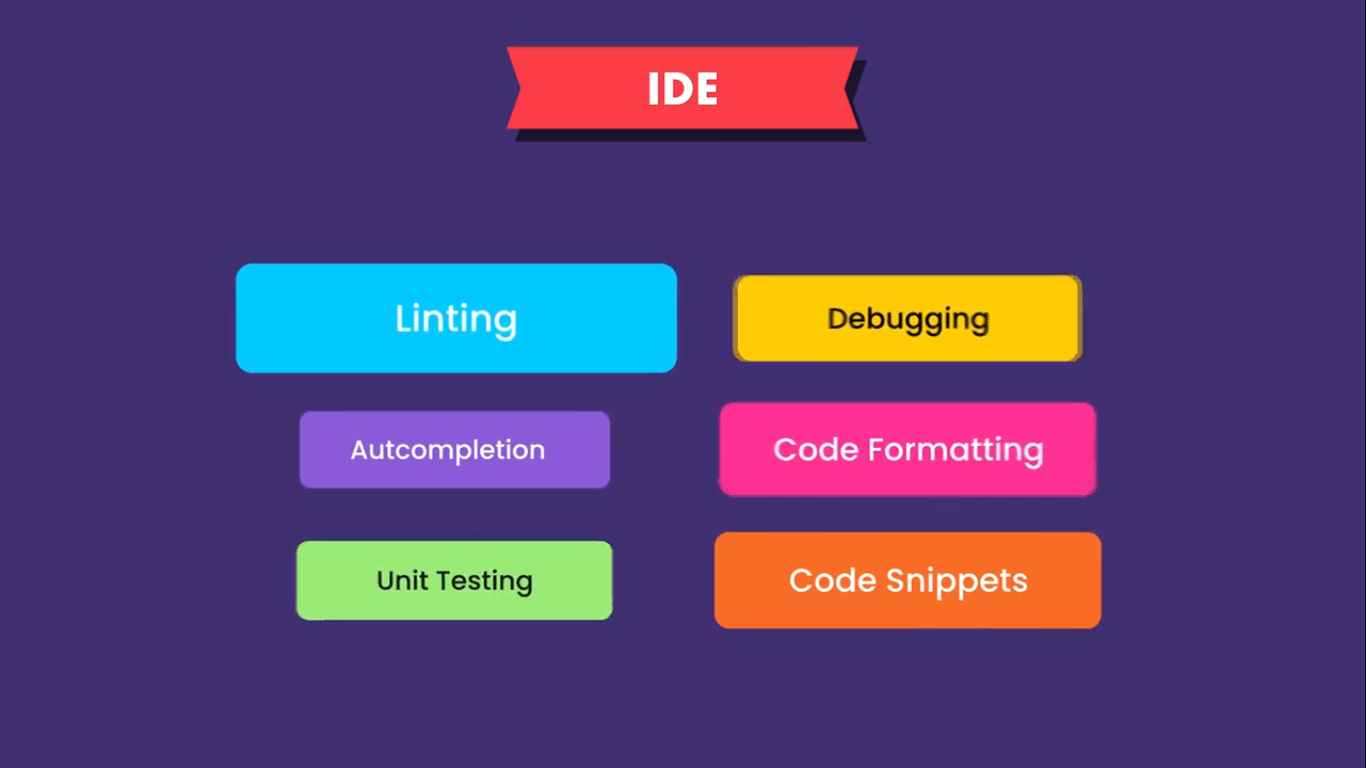 IDE
Linting
Debugging
Autcompletion
Code Formatting
Unit Testing
Code Snippets